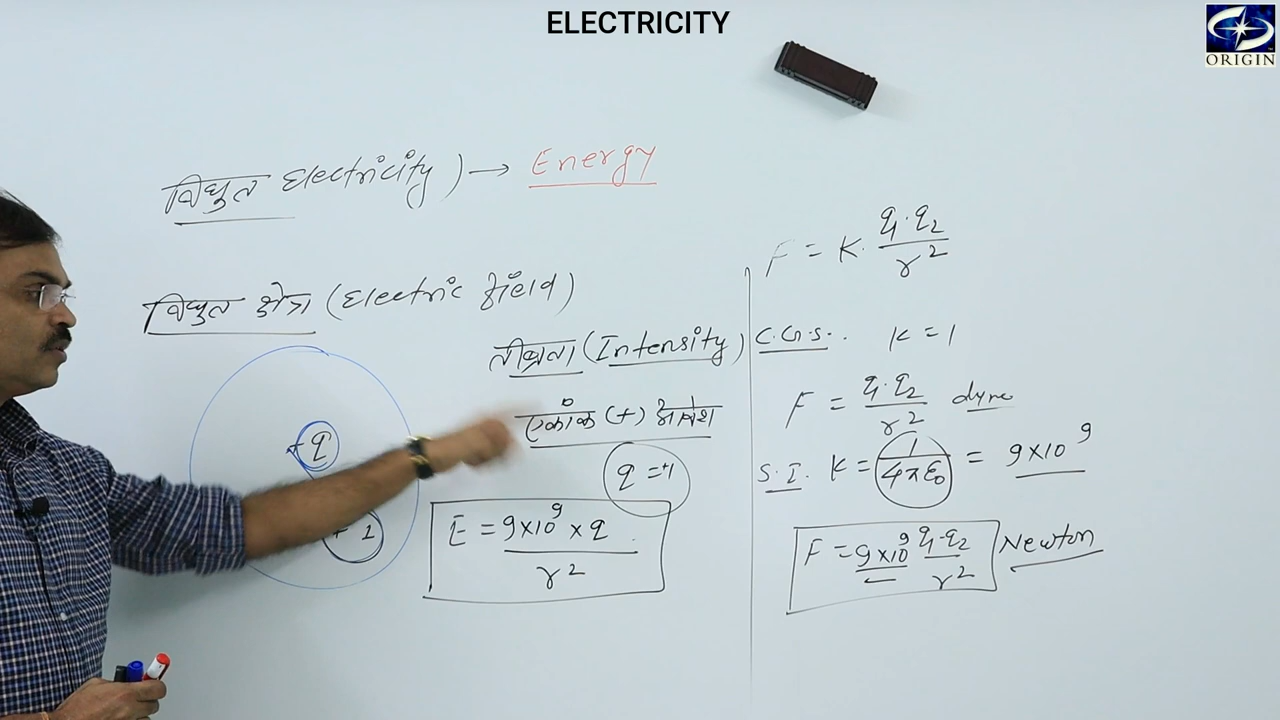 ELECTRICITY
ORIGIN
विद्युत Electricity) → Energy
विद्युत क्षेत्र (Electric field)
+q
+1
तीव्रता (Intensity)
एकांक (+) आवेश
q = +1
E = 9×10⁹ × q / r²
F = K. q₁·q₂ / r²
C.G.S. K = 1
F = q₁·q₂ / r² dyne
S.I. K = 1 / 4πε₀ = 9×10⁹
F = 9×10⁹ q₁·q₂ / r² Newton